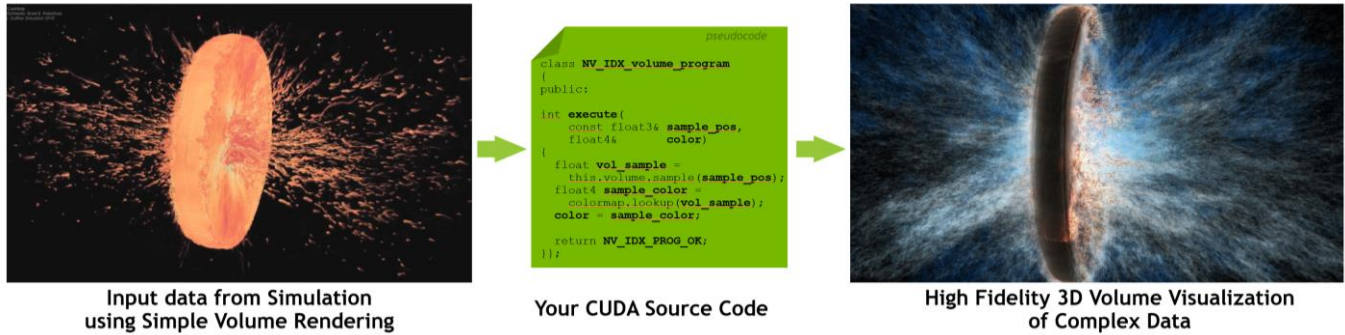 pseudocode
class NV_IDX_volume_program
{
public:
int execute(
const float3& sample_pos,
float4& color)
{
float vol_sample =
this.volume.sample(sample_pos);
float4 sample_color =
colormap.lookup(vol_sample);
color = sample_color;
return NV_IDX_PROG_OK;
});
Input data from Simulation
using Simple Volume Rendering
Your CUDA Source Code
High Fidelity 3D Volume Visualization
of Complex Data